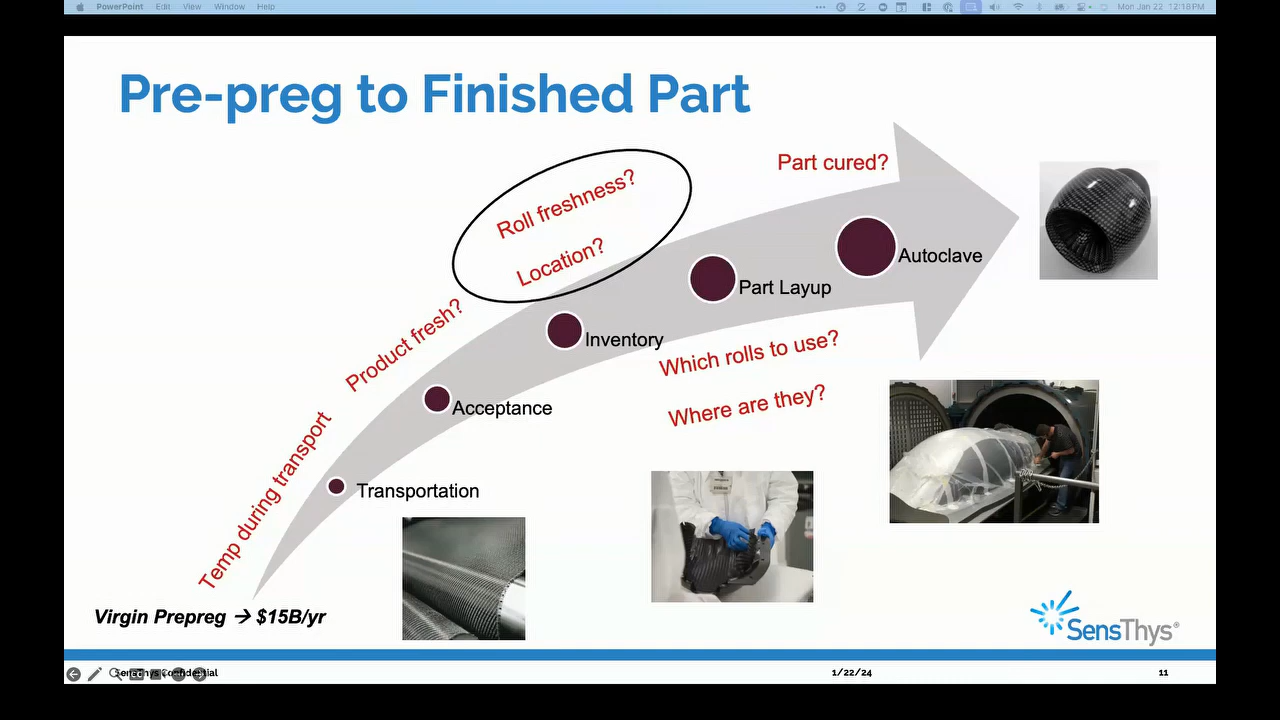 PowerPoint Edit View Window Help
Mon Jan 22 12:18 PM
Pre-preg to Finished Part
Part cured?
Roll freshness?
Location?
Autoclave
Part Layup
Product fresh?
Inventory
Which rolls to use?
Where are they?
Acceptance
Temp during transport
Transportation
Virgin Prepreg → $15B/yr
SensThys®
SensThys Confidential
1/22/24
11